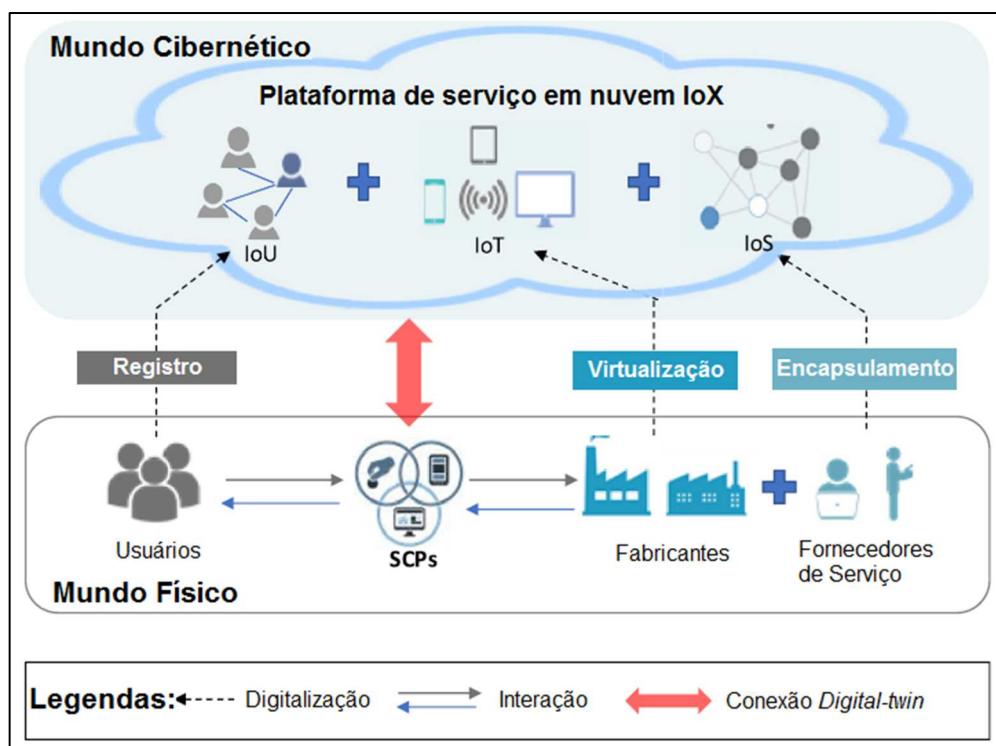 Mundo Cibernético
Plataforma de serviço em nuvem IoX
IoU
IoT
IoS
Registro
Virtualização
Encapsulamento
Usuários
SCPs
Fabricantes
Fornecedores
de Serviço
Mundo Físico
Legendas:
Digitalização
Interação
Conexão Digital-twin